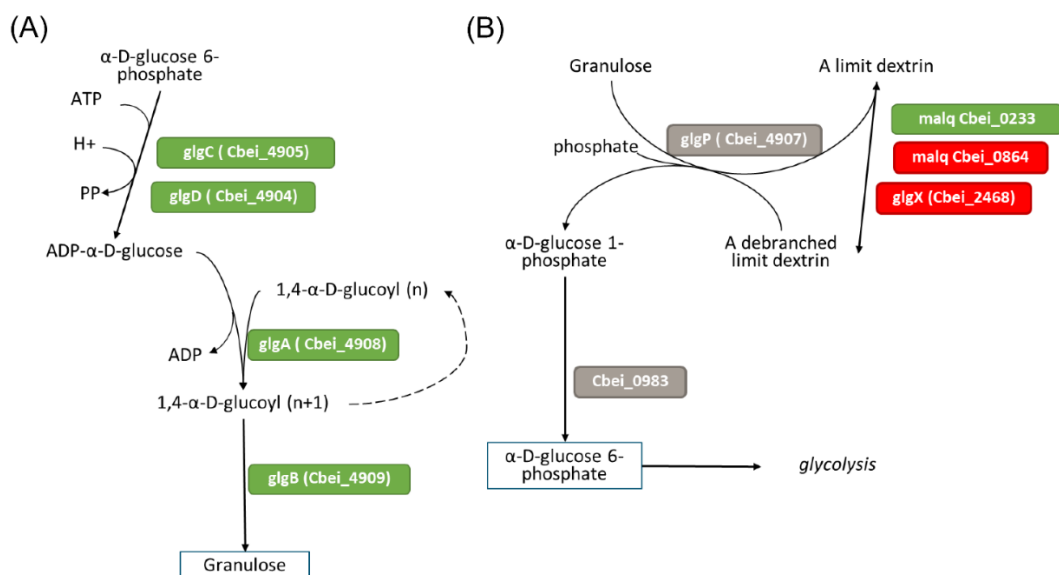 (A)
α-D-glucose 6-
phosphate
ATP
H+
PP
glgC ( Cbei_4905)
glgD ( Cbei_4904)
ADP-α-D-glucose
1,4-α-D-glucoyl (n)
ADP
glgA ( Cbei_4908)
1,4-α-D-glucoyl (n+1)
glgB (Cbei_4909)
Granulose
(B)
Granulose
A limit dextrin
phosphate
glgP ( Cbei_4907)
malq Cbei_0233
malq Cbei_0864
glgX (Cbei_2468)
α-D-glucose 1-
phosphate
A debranched
limit dextrin
Cbei_0983
α-D-glucose 6-
phosphate
glycolysis